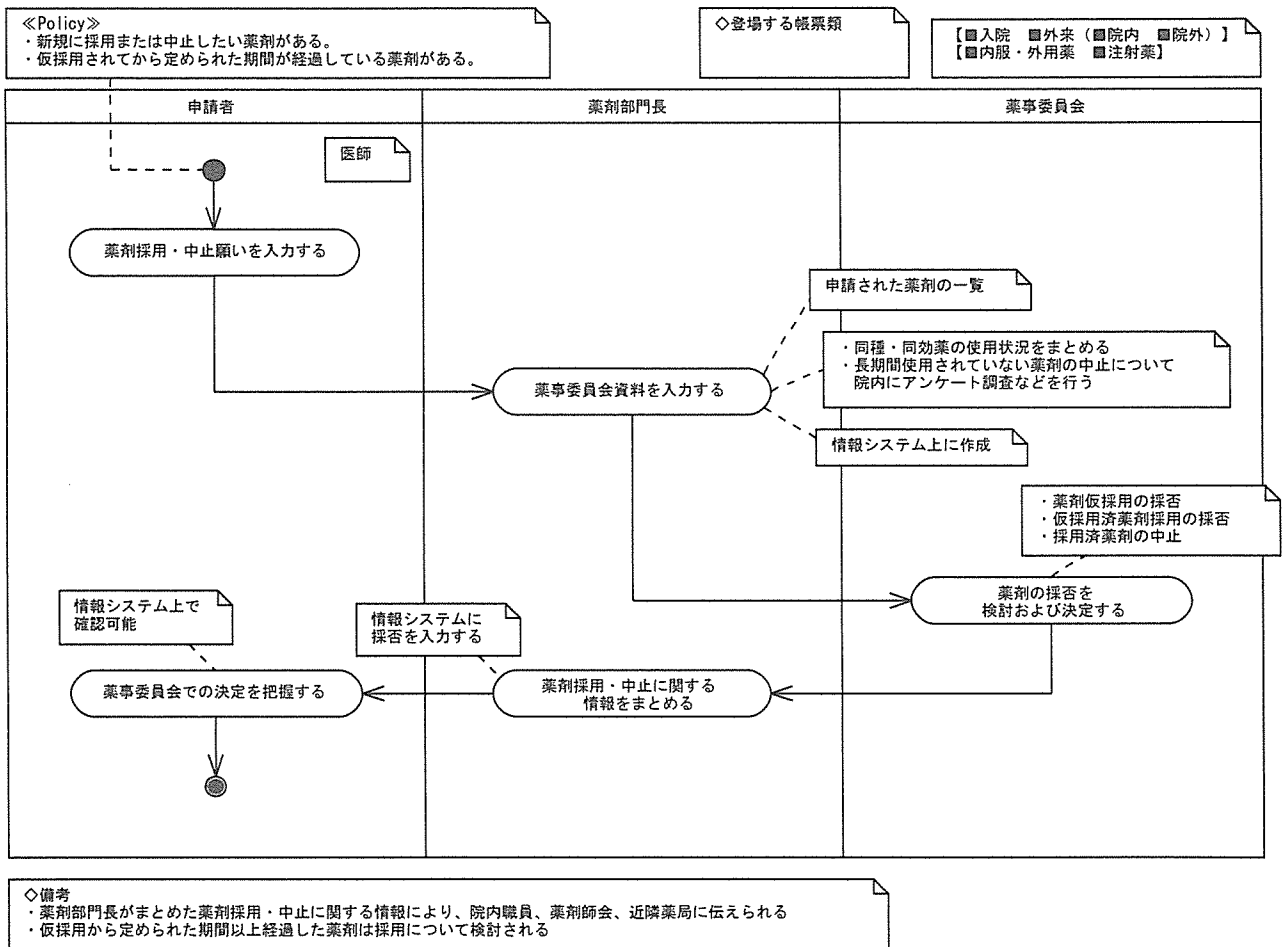 ≪Policy≫
・新規に採用または中止したい薬剤がある。
・仮採用されてから定められた期間が経過している薬剤がある。
◇登場する帳票類
【■入院　■外来（■院内　■院外）】
【■内服・外用薬　■注射薬】
申請者
薬剤部門長
薬事委員会
医師
薬剤採用・中止願いを入力する
申請された薬剤の一覧
・同種・同効薬の使用状況をまとめる
・長期間使用されていない薬剤の中止について
院内にアンケート調査などを行う
薬事委員会資料を入力する
情報システム上に作成
・薬剤仮採用の採否
・仮採用済薬剤採用の採否
・採用済薬剤の中止
薬剤の採否を
検討および決定する
情報システム上で
確認可能
情報システムに
採否を入力する
薬事委員会での決定を把握する
薬剤採用・中止に関する
情報をまとめる
◇備考
・薬剤部門長がまとめた薬剤採用・中止に関する情報により、院内職員、薬剤師会、近隣薬局に伝えられる
・仮採用から定められた期間以上経過した薬剤は採用について検討される